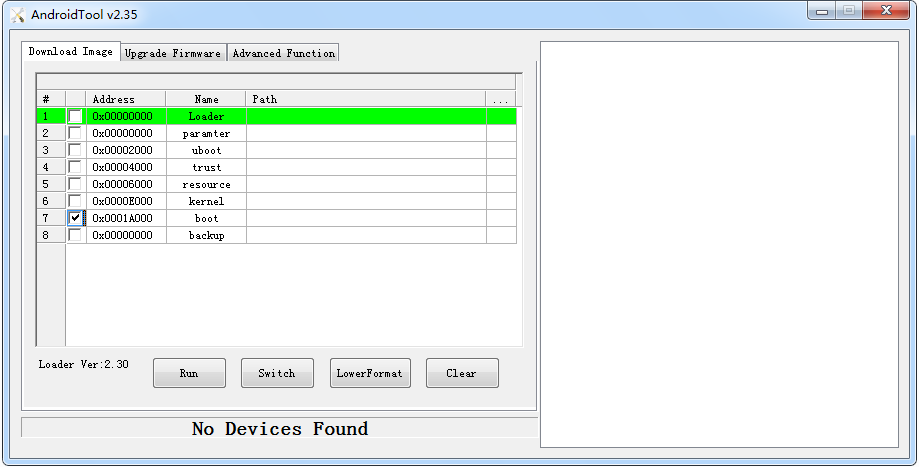 AndroidTool v2.35
Download Image Upgrade Firmware Advanced Function
# Address Name Path ...
1 0x00000000 Loader
2 0x00000000 paramter
3 0x00002000 uboot
4 0x00004000 trust
5 0x00006000 resource
6 0x0000E000 kernel
7 0x0001A000 boot
8 0x00000000 backup
Loader Ver:2.30 Run Switch LowerFormat Clear
No Devices Found